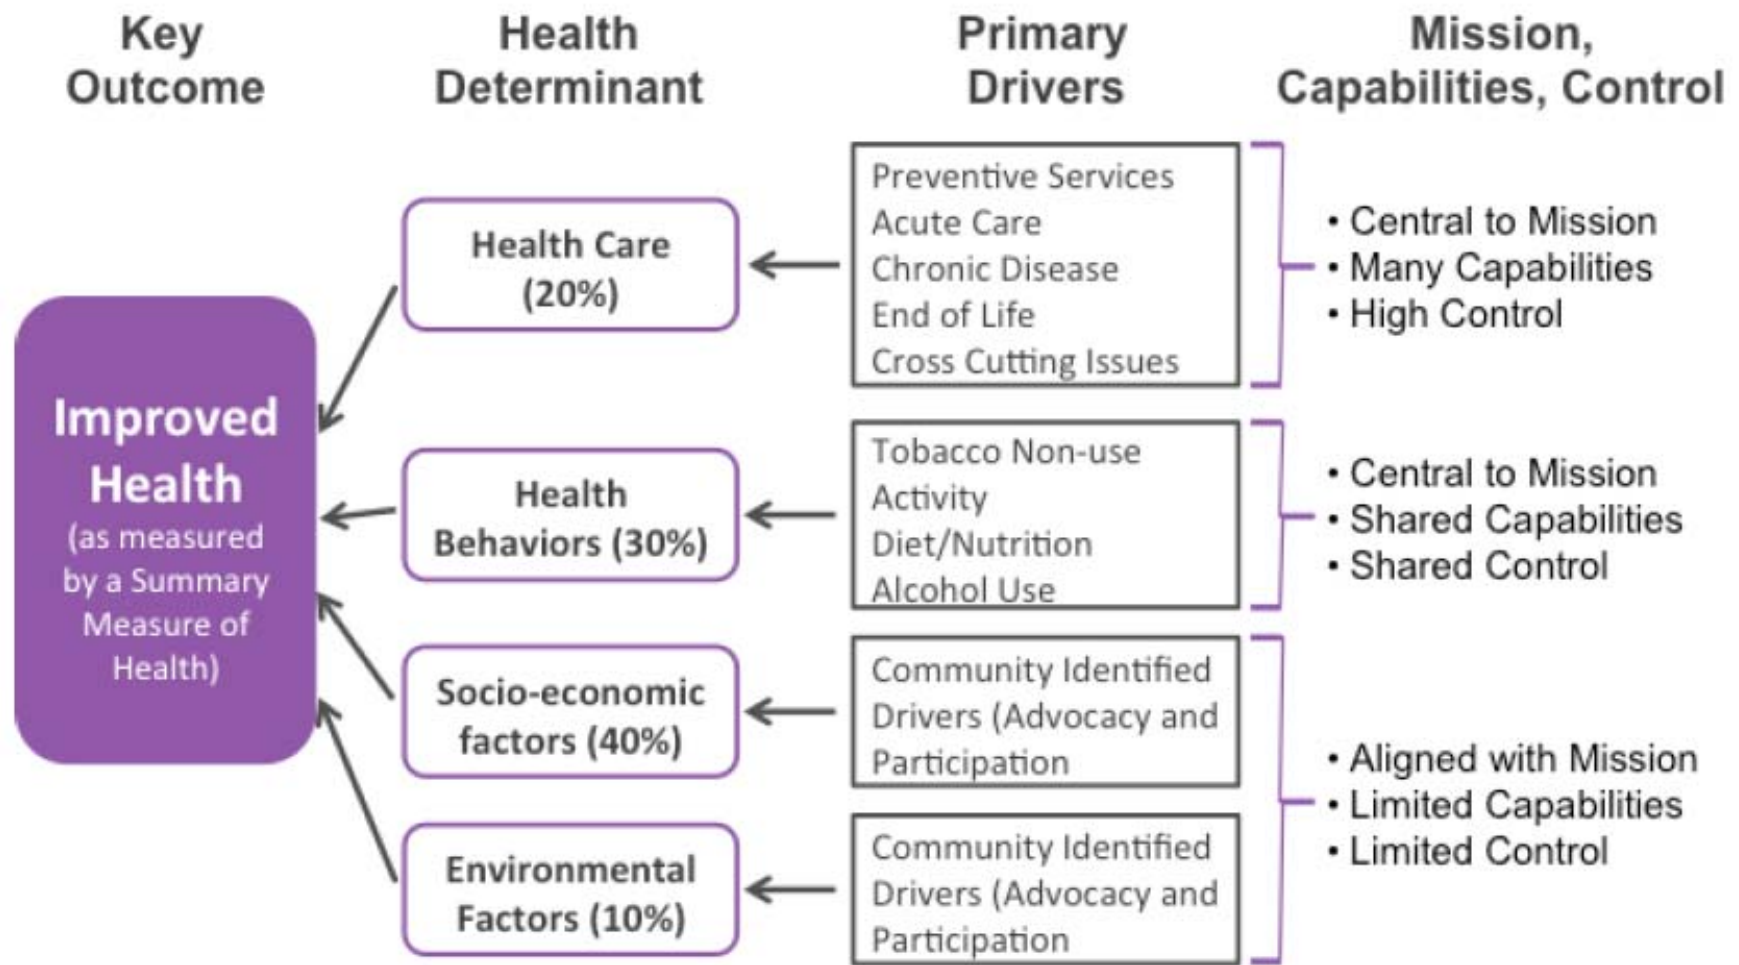 Key
Outcome
Health
Determinant
Primary
Drivers
Mission,
Capabilities, Control
Improved
Health
(as measured
by a Summary
Measure of
Health)
Health Care
(20%)
Preventive Services
Acute Care
Chronic Disease
End of Life
Cross Cutting Issues
• Central to Mission
• Many Capabilities
• High Control
Health
Behaviors (30%)
Tobacco Non-use
Activity
Diet/Nutrition
Alcohol Use
• Central to Mission
• Shared Capabilities
• Shared Control
Socio-economic
factors (40%)
Community Identified
Drivers (Advocacy and
Participation
Environmental
Factors (10%)
Community Identified
Drivers (Advocacy and
Participation
• Aligned with Mission
• Limited Capabilities
• Limited Control